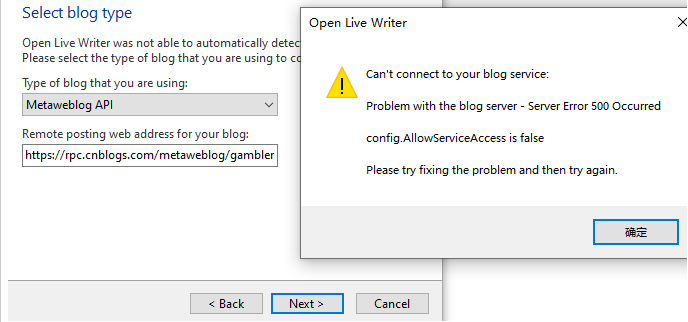 Select blog type
Open Live Writer was not able to automatically detec
Please select the type of blog that you are using to co
Type of blog that you are using:
Metaweblog API
Remote posting web address for your blog:
https://rpc.cnblogs.com/metaweblog/gambler
< Back
Next >
Cancel
Open Live Writer
Can't connect to your blog service:
Problem with the blog server - Server Error 500 Occurred
config.AllowServiceAccess is false
Please try fixing the problem and then try again.
确定